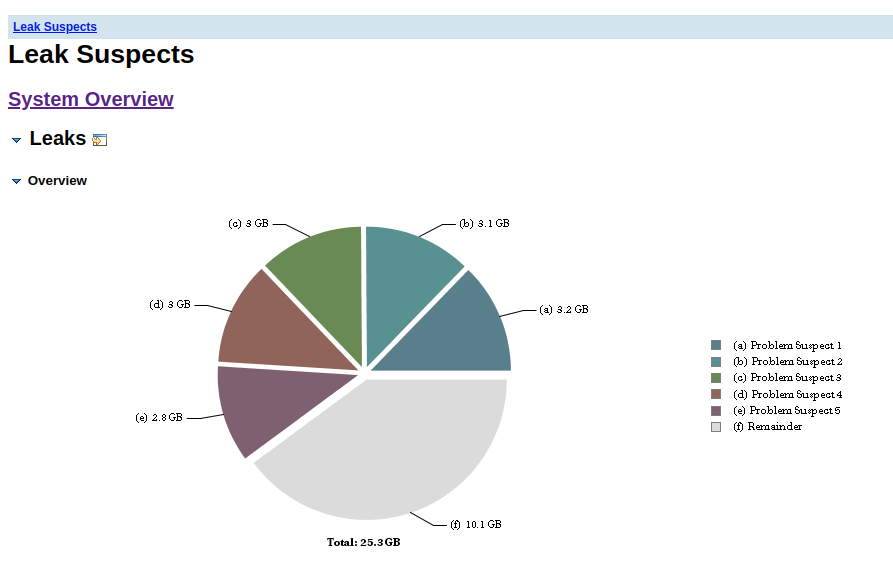 Leak Suspects
Leak Suspects
System Overview
Leaks
Overview
(c) 3 GB
(b) 3.1 GB
(d) 3 GB
(a) 3.2 GB
(e) 2.8 GB
(f) 10.1 GB
Total: 25.3 GB
(a) Problem Suspect 1
(b) Problem Suspect 2
(c) Problem Suspect 3
(d) Problem Suspect 4
(e) Problem Suspect 5
(f) Remainder